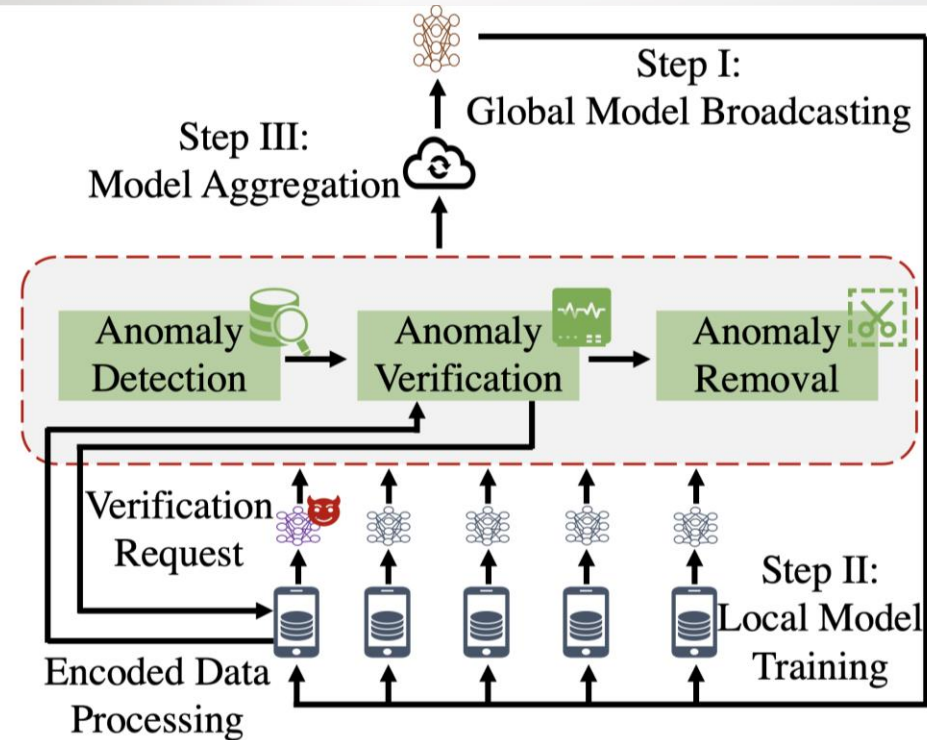 Step I:
Global Model Broadcasting
Step III:
Model Aggregation
Anomaly
Detection
Anomaly
Verification
Anomaly
Removal
Verification
Request
Step II:
Local Model
Training
Encoded Data
Processing